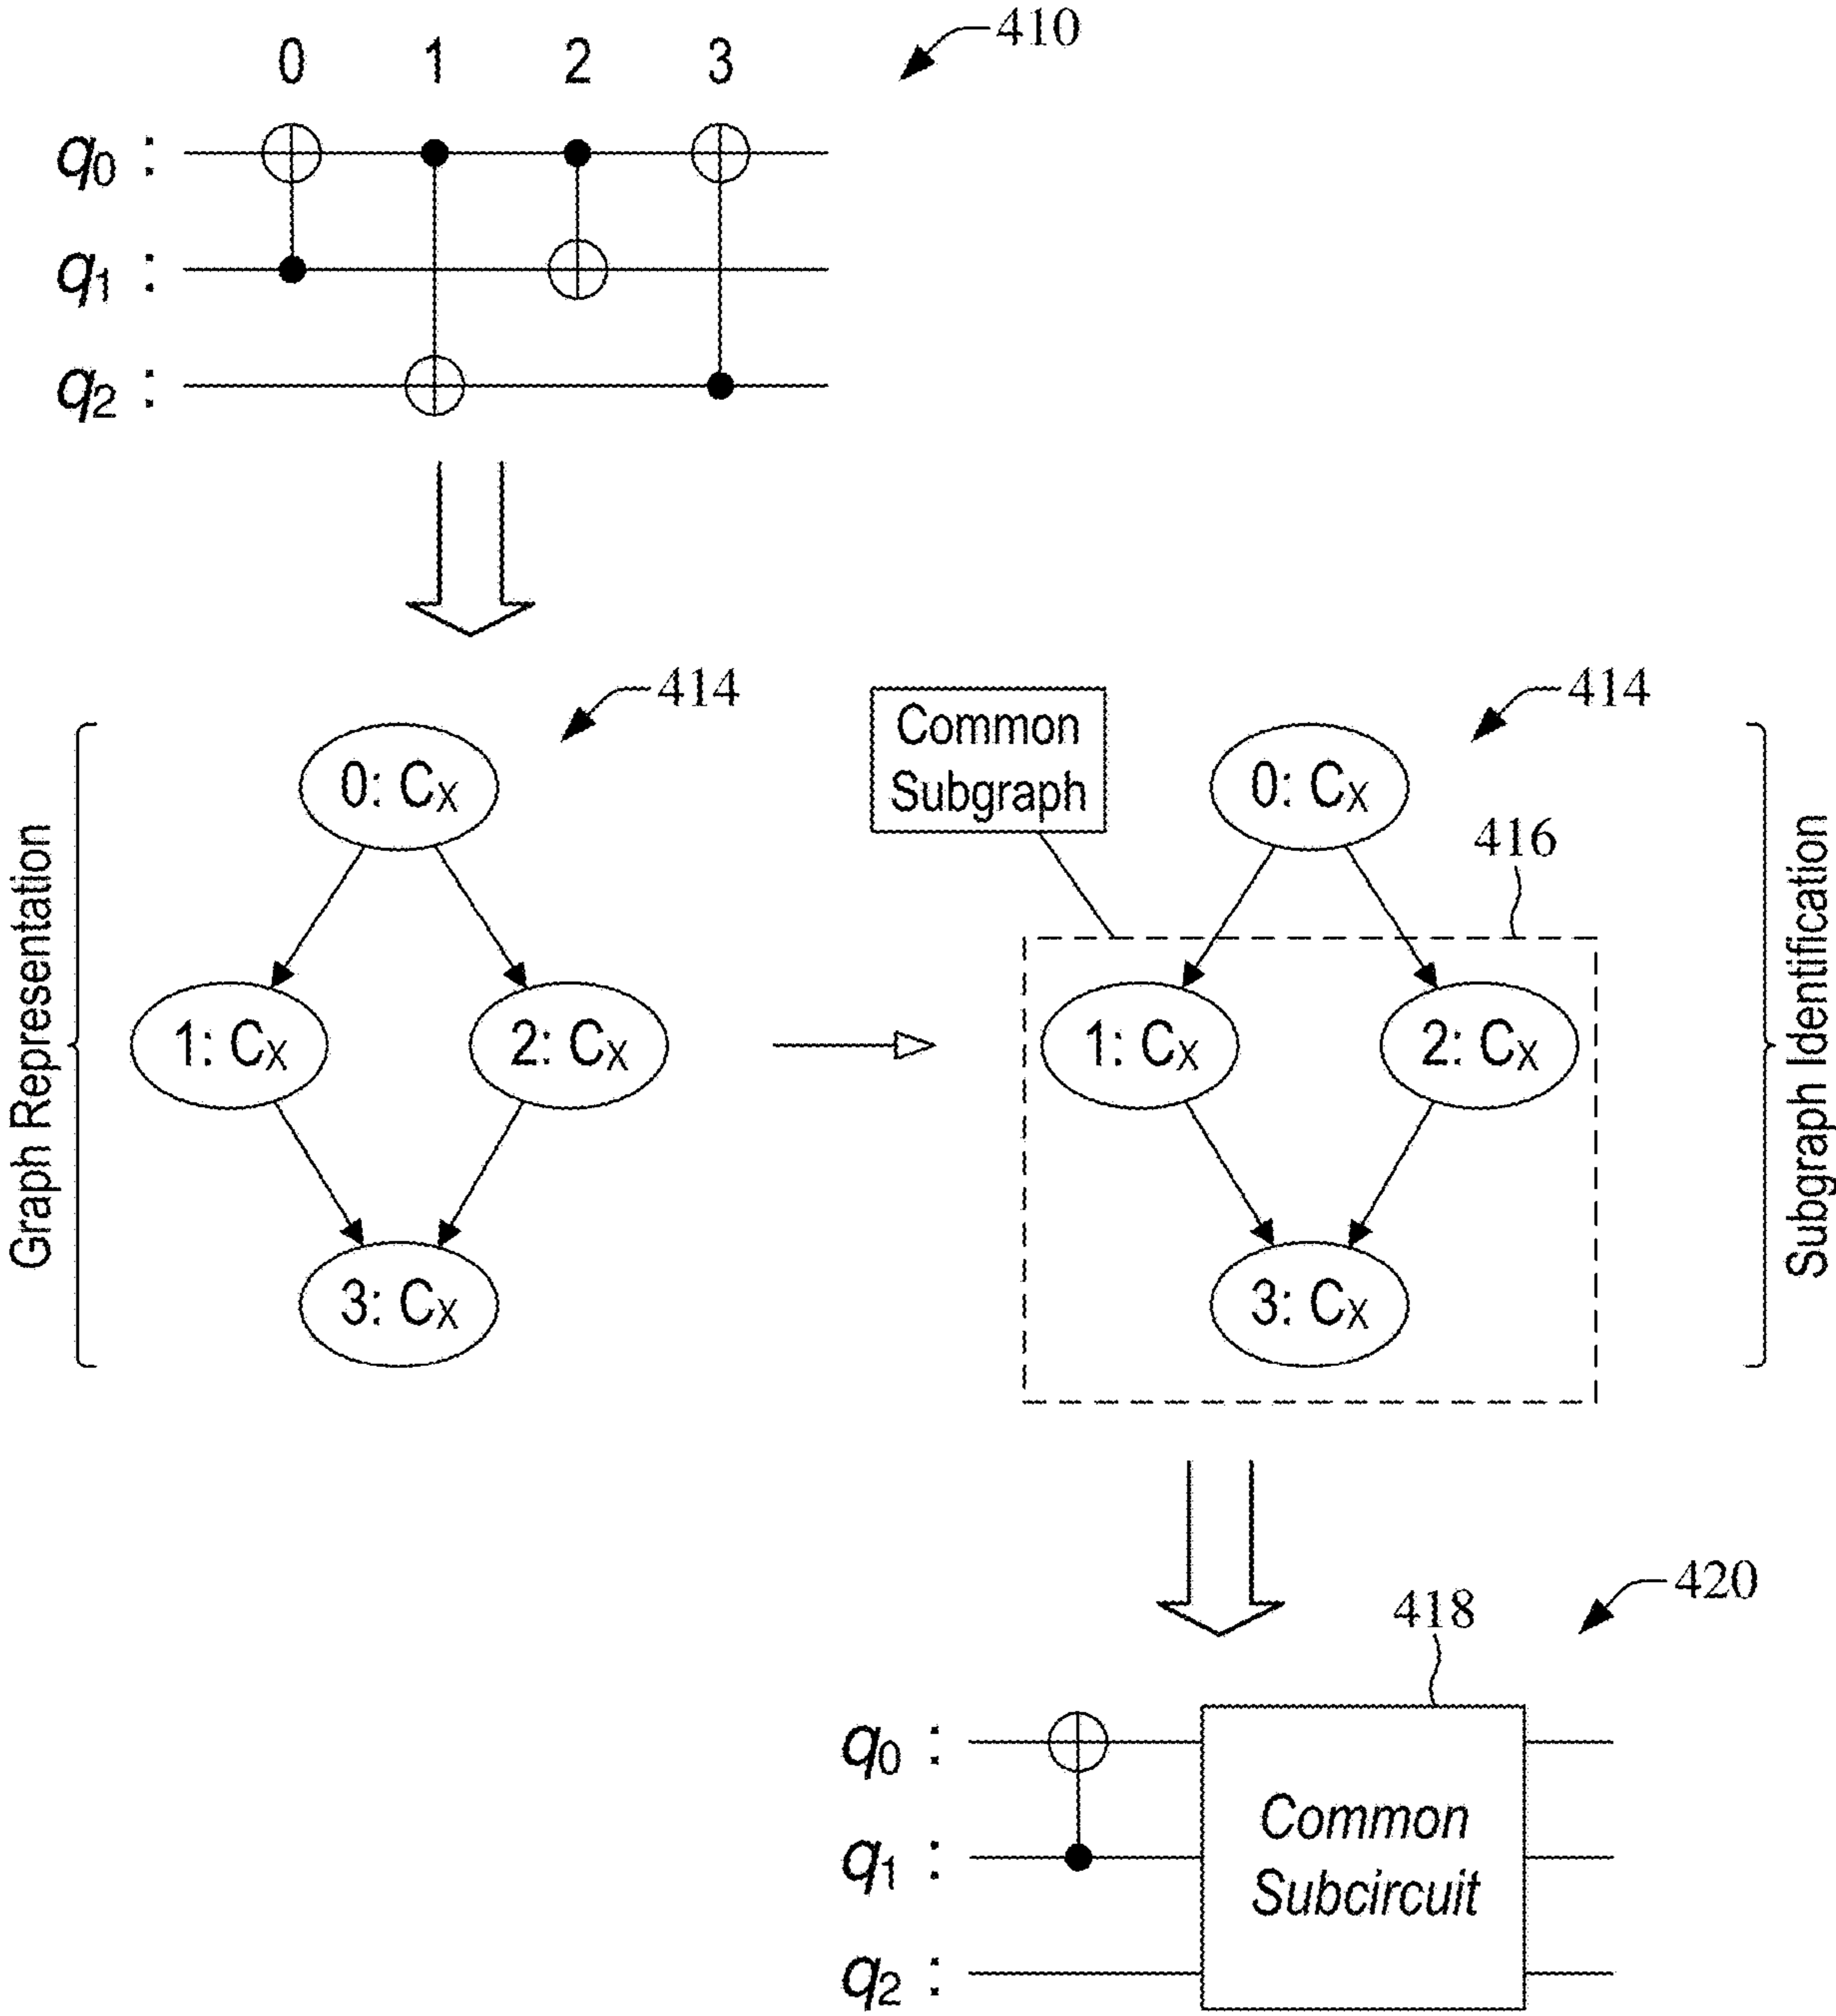 410
0 1 2 3
q0 :
q1 :
q2 :
414
414
Common
Subgraph
416
Graph Representation
0: CX
1: CX
2: CX
3: CX
0: CX
1: CX
2: CX
3: CX
Subgraph Identification
420
418
q0 :
q1 :
q2 :
Common
Subcircuit